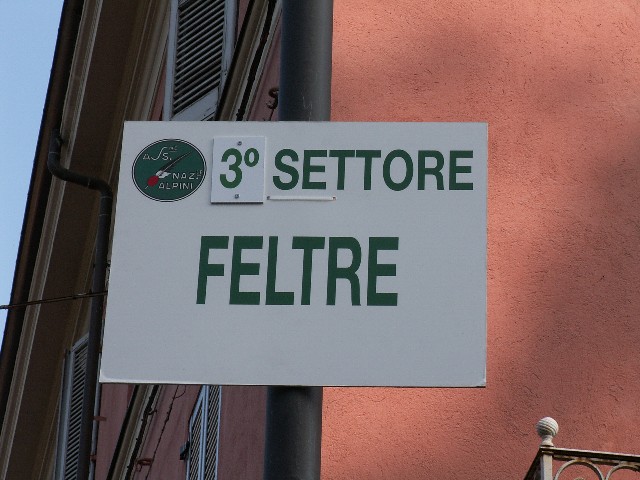 3º SETTORE
FELTRE
ASS.
NAZ.
ALPINI